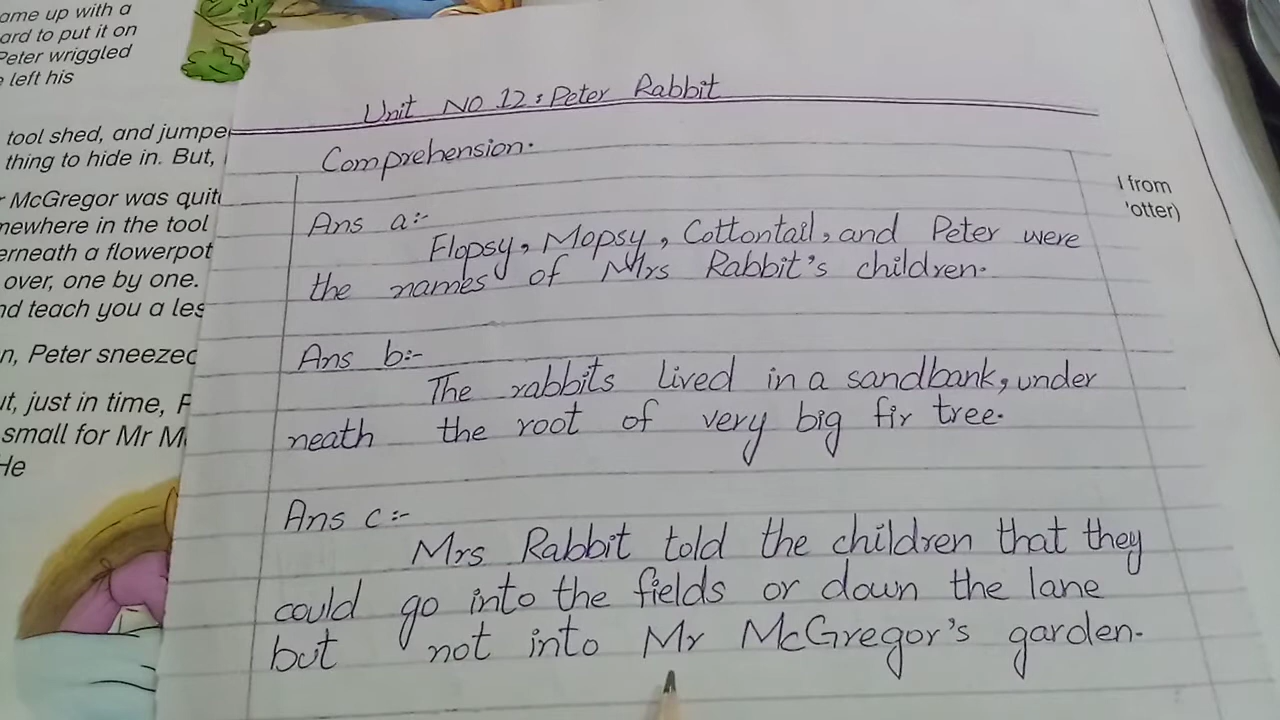 ame up with a
ard to put it on
Peter wriggled
left his
tool shed, and jumpe
thing to hide in. But,
McGregor was quit
newhere in the tool
erneath a flowerpot
over, one by one.
nd teach you a les
n, Peter sneezed
ut, just in time, P
small for Mr M
He
Unit NO 12: Peter Rabbit
Comprehension.
Ans a:-
Flopsy, Mopsy, Cottontail, and Peter were
the names of Mrs Rabbit's children.
Ans b:-
The rabbits lived in a sandbank, under
neath the root of very big fir tree.
Ans c:-
Mrs Rabbit told the children that they
could go into the fields or down the lane
but not into Mr McGregor's garden.
l from
'otter)